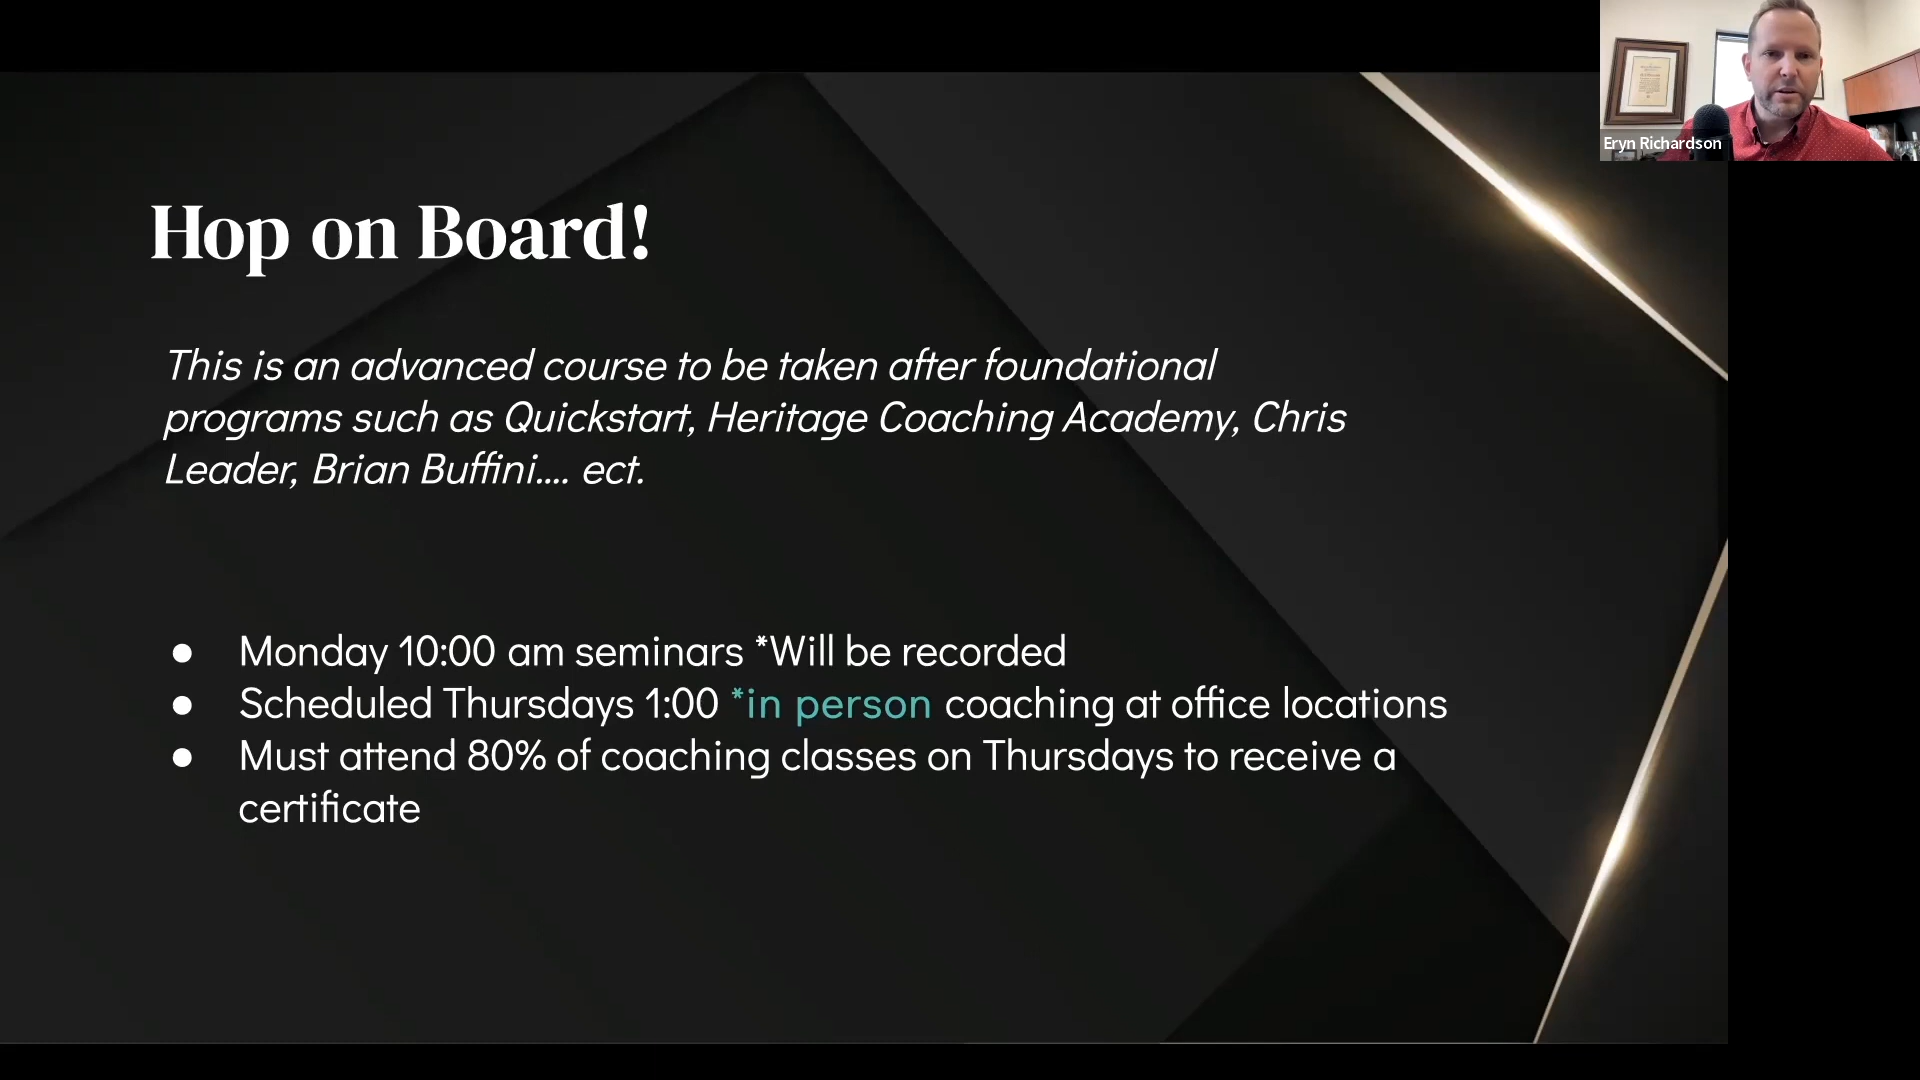 Eryn Richardson
Hop on Board!
This is an advanced course to be taken after foundational
programs such as Quickstart, Heritage Coaching Academy, Chris
Leader, Brian Buffini.... ect.
● Monday 10:00 am seminars *Will be recorded
● Scheduled Thursdays 1:00 *in person coaching at office locations
● Must attend 80% of coaching classes on Thursdays to receive a
certificate